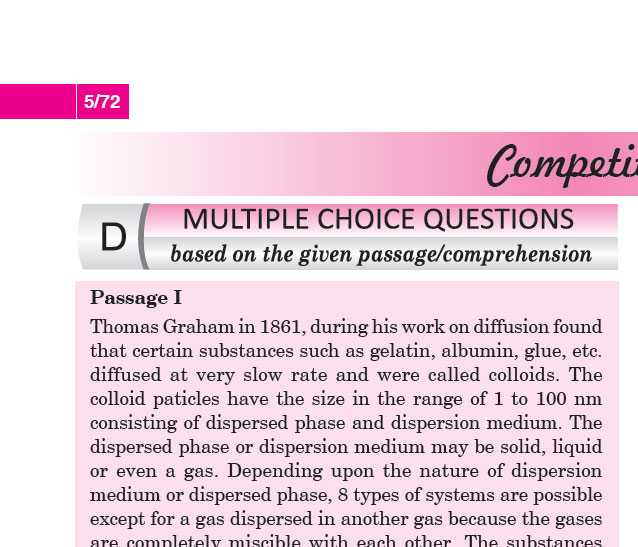 5/72
MULTIPLE CHOICE QUESTIONS
D
based on the given passage/comprehension
Passage I
Thomas Graham in 1861, during his work on diffusion found
that certain substances such as gelatin, albumin, glue, etc.
diffused at very slow rate and were called colloids. The
colloid paticles have the size in the range of 1 to 100 nm
consisting of dispersed phase and dispersion medium. The
dispersed phase or dispersion medium may be solid, liquid
or even a gas. Depending upon the nature of dispersion
medium or dispersed phase, 8 types of systems are possible
except for a gas dispersed in another gas because the gases
are completely miscible with each other. The substances